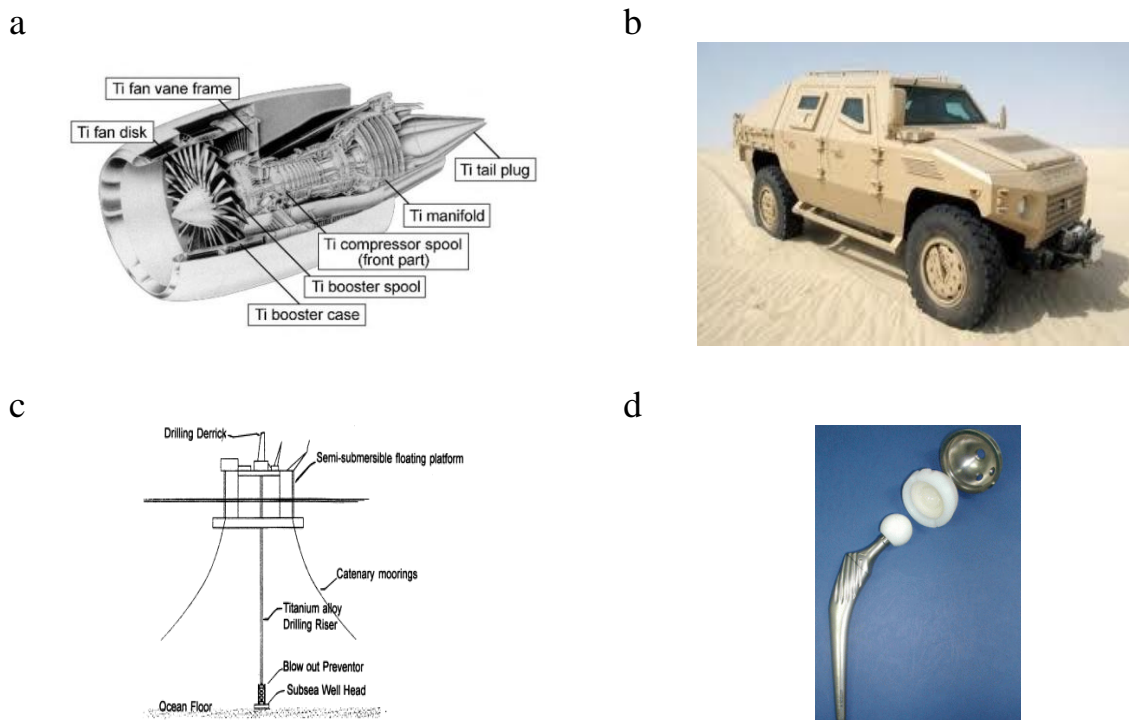 a
b
Ti fan vane frame
Ti fan disk
Ti tail plug
Ti manifold
Ti compressor spool
(front part)
Ti booster spool
Ti booster case
c
d
Drilling Derrick
Semi-submersible floating platform
Catenary moorings
Titanium alloy
Drilling Riser
Blow out Preventor
Subsea Well Head
Ocean Floor